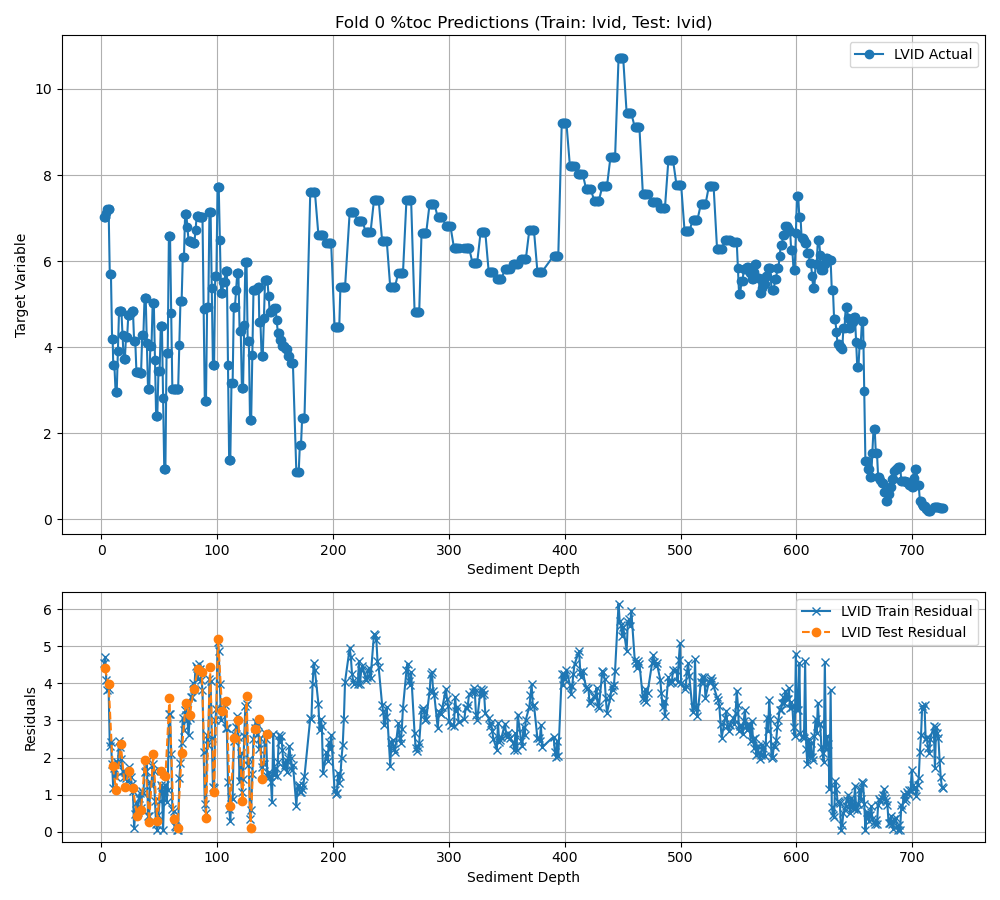 Fold 0 %toc Predictions (Train: lvid, Test: lvid)
LVID Actual
Target Variable
10
8
6
4
2
0
0 100 200 300 400 500 600 700
Sediment Depth
LVID Train Residual
LVID Test Residual
Residuals
6
5
4
3
2
1
0
0 100 200 300 400 500 600 700
Sediment Depth